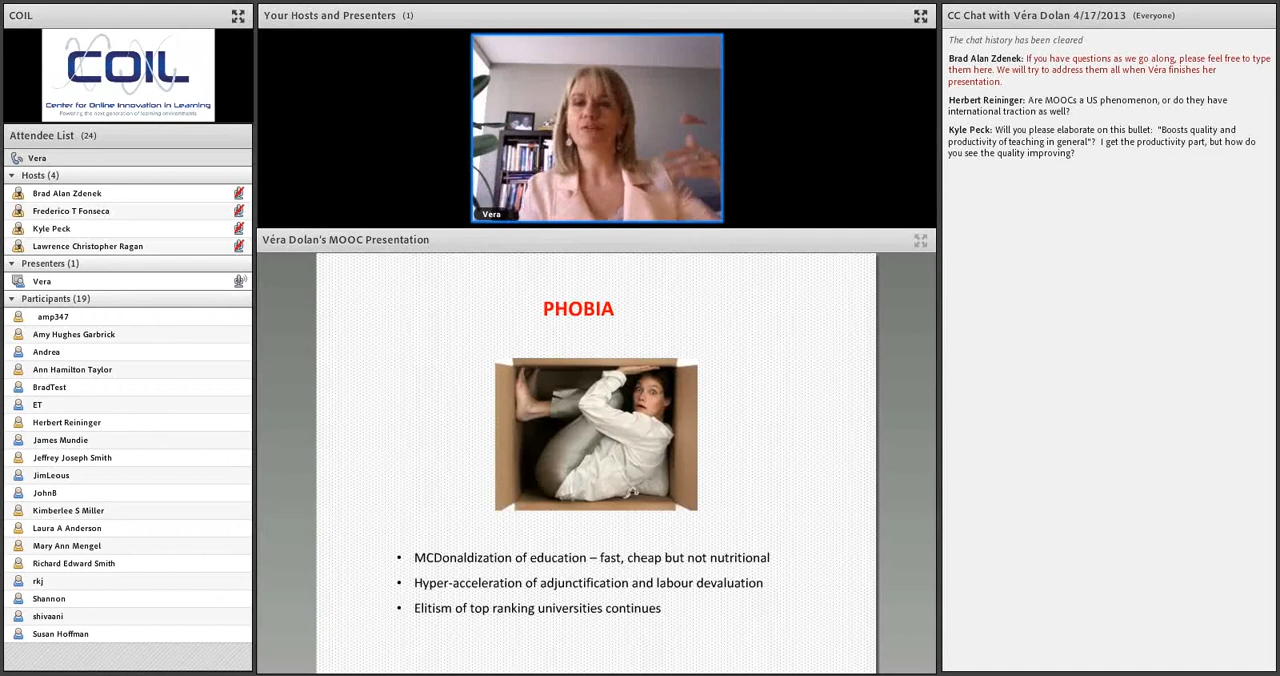 COIL
COIL
Center for Online Innovation in Learning
Powering the next generation of learning environments
Attendee List (24)
Vera
Hosts (4)
Brad Alan Zdenek
Frederico T Fonseca
Kyle Peck
Lawrence Christopher Ragan
Presenters (1)
Vera
Participants (19)
amp347
Amy Hughes Garbrick
Andrea
Ann Hamilton Taylor
BradTest
ET
Herbert Reininger
James Mundie
Jeffrey Joseph Smith
JimLeous
JohnB
Kimberlee S Miller
Laura A Anderson
Mary Ann Mengel
Richard Edward Smith
rkj
Shannon
shivaani
Susan Hoffman
Your Hosts and Presenters (1)
Vera
Véra Dolan's MOOC Presentation
PHOBIA
• MCDonaldization of education – fast, cheap but not nutritional
• Hyper-acceleration of adjunctification and labour devaluation
• Elitism of top ranking universities continues
CC Chat with Véra Dolan 4/17/2013 (Everyone)
The chat history has been cleared
Brad Alan Zdenek: If you have questions as we go along, please feel free to type
them here. We will try to address them all when Véra finishes her
presentation.
Herbert Reininger: Are MOOCs a US phenomenon, or do they have
international traction as well?
Kyle Peck: Will you please elaborate on this bullet: "Boosts quality and
productivity of teaching in general"? I get the productivity part, but how do
you see the quality improving?